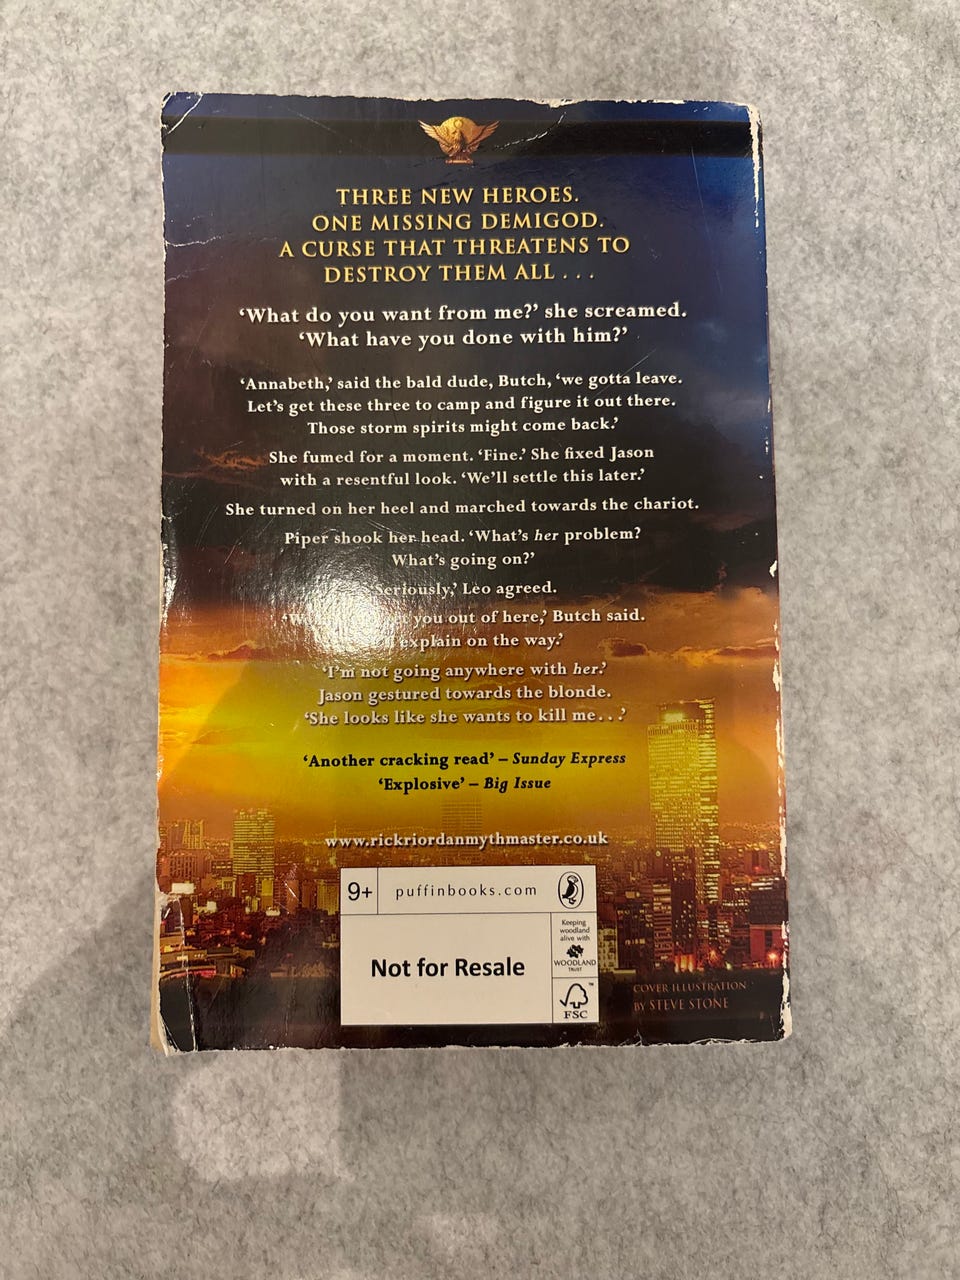 THREE NEW HEROES.
ONE MISSING DEMIGOD.
A CURSE THAT THREATENS TO
DESTROY THEM ALL . . .
‘What do you want from me?’ she screamed.
‘What have you done with him?’
‘Annabeth,’ said the bald dude, Butch, ‘we gotta leave.
Let’s get these three to camp and figure it out there.
Those storm spirits might come back.’
She fumed for a moment. ‘Fine.’ She fixed Jason
with a resentful look. ‘We’ll settle this later.’
She turned on her heel and marched towards the chariot.
Piper shook her head. ‘What’s her problem?
What’s going on?’
Seriously,’ Leo agreed.
you out of here,’ Butch said.
explain on the way.’
‘I’m not going anywhere with her.’
Jason gestured towards the blonde.
‘She looks like she wants to kill me . . .’
‘Another cracking read’ – Sunday Express
‘Explosive’ – Big Issue
www.rickriordanmythmaster.co.uk
9+ puffinbooks.com
Keeping
woodland
alive with
WOODLAND
TRUST
Not for Resale
FSC
™
COVER ILLUSTRATION
BY STEVE STONE